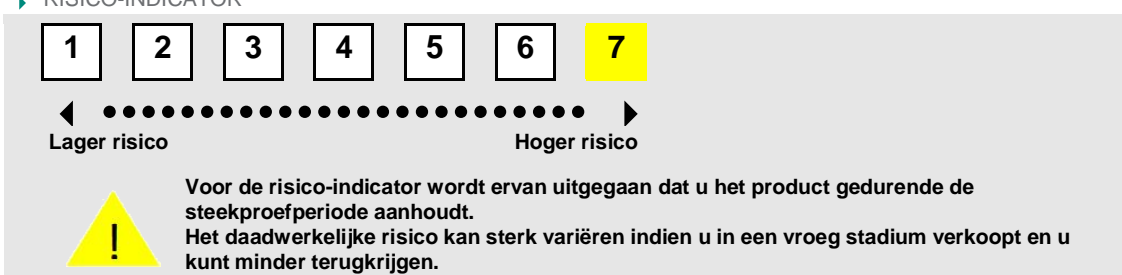 RISICO-INDICATOR
1 2 3 4 5 6 7
Lager risico Hoger risico
Voor de risico-indicator wordt ervan uitgegaan dat u het product gedurende de
steekproefperiode aanhoudt.
Het daadwerkelijke risico kan sterk variëren indien u in een vroeg stadium verkoopt en u
kunt minder terugkrijgen.